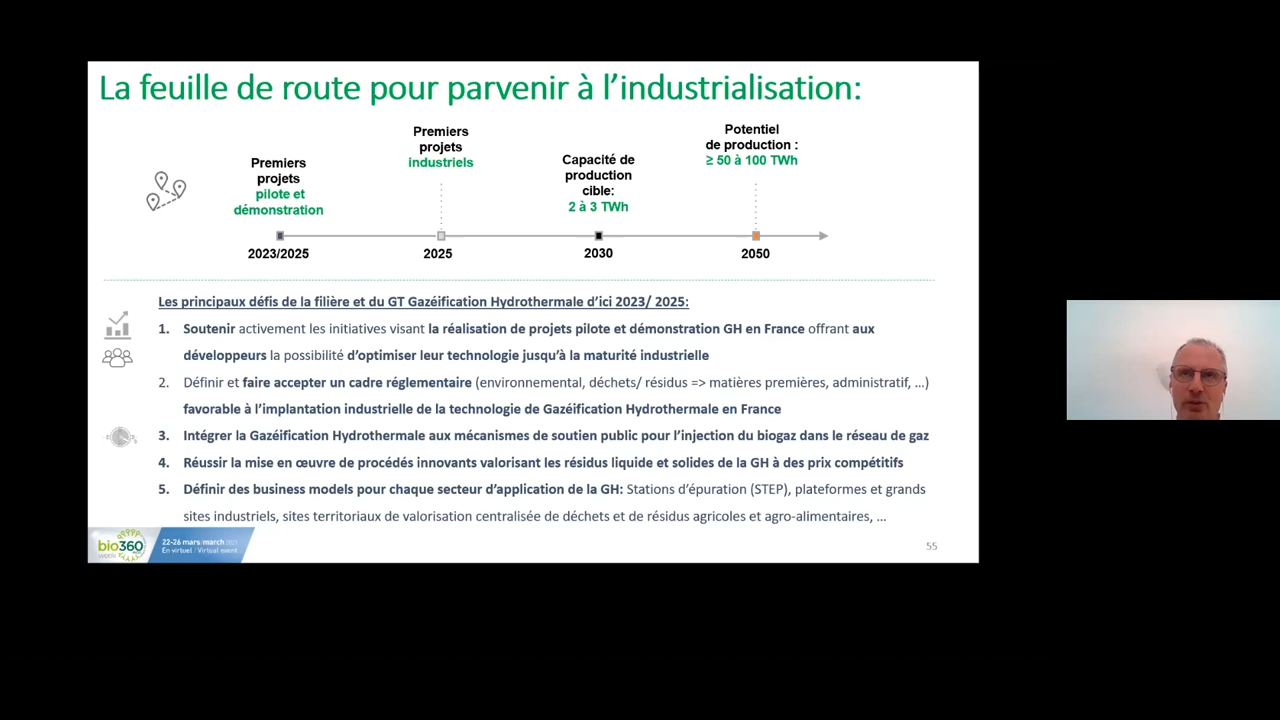 La feuille de route pour parvenir à l’industrialisation:
Premiers
projets
pilote et
démonstration
Premiers
projets
industriels
Capacité de
production
cible:
2 à 3 TWh
Potentiel
de production :
≥ 50 à 100 TWh
2023/2025
2025
2030
2050
Les principaux défis de la filière et du GT Gazéification Hydrothermale d’ici 2023/ 2025:
1. Soutenir activement les initiatives visant la réalisation de projets pilote et démonstration GH en France offrant aux
développeurs la possibilité d’optimiser leur technologie jusqu’à la maturité industrielle
2. Définir et faire accepter un cadre réglementaire (environnemental, déchets/ résidus => matières premières, administratif, …)
favorable à l’implantation industrielle de la technologie de Gazéification Hydrothermale en France
3. Intégrer la Gazéification Hydrothermale aux mécanismes de soutien public pour l’injection du biogaz dans le réseau de gaz
4. Réussir la mise en œuvre de procédés innovants valorisant les résidus liquide et solides de la GH à des prix compétitifs
5. Définir des business models pour chaque secteur d’application de la GH: Stations d’épuration (STEP), plateformes et grands
sites industriels, sites territoriaux de valorisation centralisée de déchets et de résidus agricoles et agro-alimentaires, …
bio360
week
22-26 mars/march 2021
En virtuel / Virtual event
55